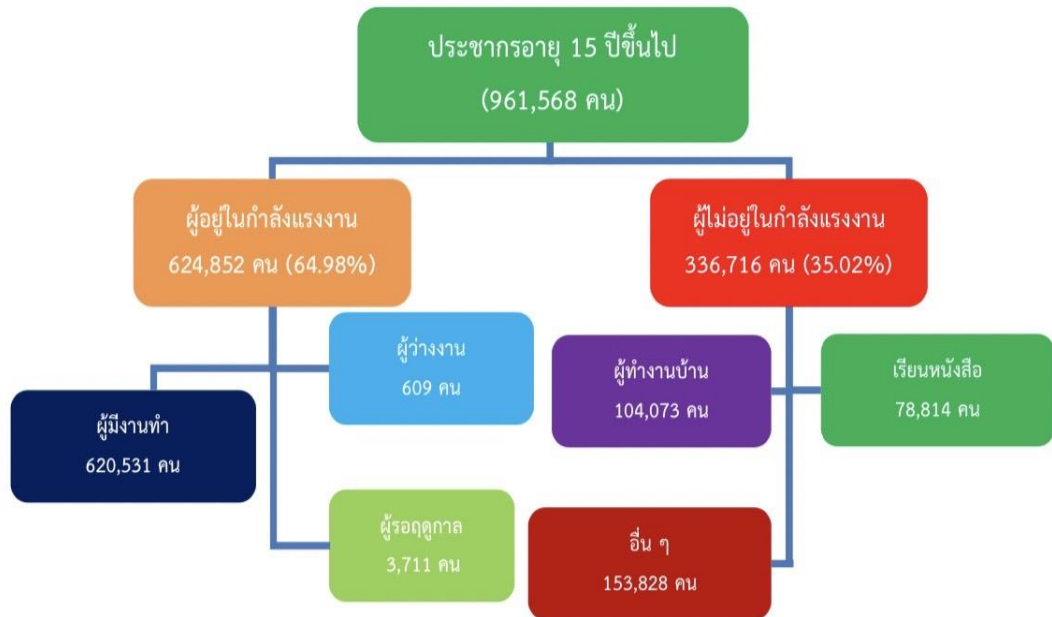 ประชากรอายุ 15 ปีขึ้นไป
(961,568 คน)
ผู้อยู่ในกำลังแรงงาน
624,852 คน (64.98%)
ผู้ไม่อยู่ในกำลังแรงงาน
336,716 คน (35.02%)
ผู้ว่างงาน
609 คน
ผู้มีงานทำ
620,531 คน
ผู้รอฤดูกาล
3,711 คน
ผู้ทำงานบ้าน
104,073 คน
เรียนหนังสือ
78,814 คน
อื่น ๆ
153,828 คน